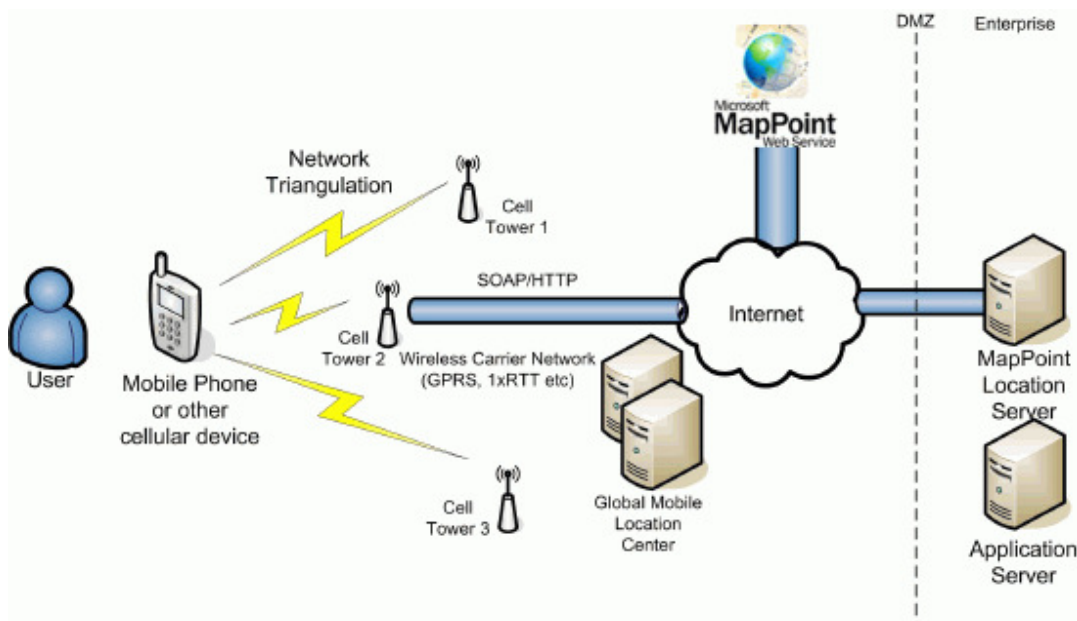 DMZ
Enterprise
Microsoft
MapPoint
Web Service
Network
Triangulation
Cell
Tower 1
SOAP/HTTP
Internet
Cell
Tower 2
Wireless Carrier Network
(GPRS, 1xRTT etc)
User
Mobile Phone
or other
cellular device
MapPoint
Location
Server
Cell
Tower 3
Global Mobile
Location
Center
Application
Server